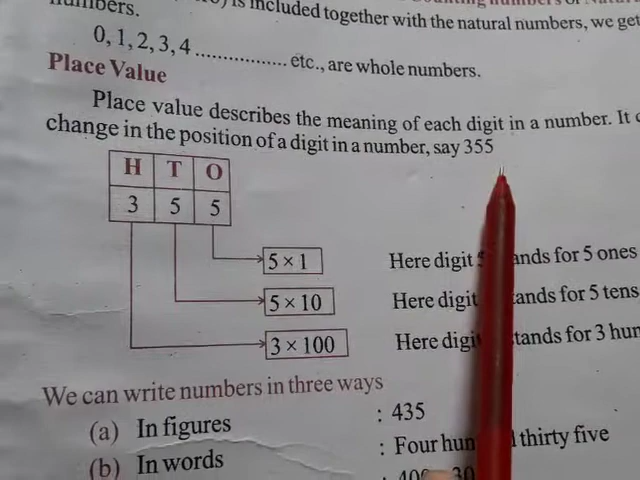 is included together with the natural numbers, we get
0, 1, 2, 3, 4 ................. etc., are whole numbers.
Place Value
Place value describes the meaning of each digit in a number. It
change in the position of a digit in a number, say 355
H T O
3 5 5
5 × 1 Here digit ands for 5 ones
5 × 10 Here digit ands for 5 tens
3 × 100 Here digi tands for 3 hun
We can write numbers in three ways
(a) In figures : 435
(b) In words : Four hun thirty five